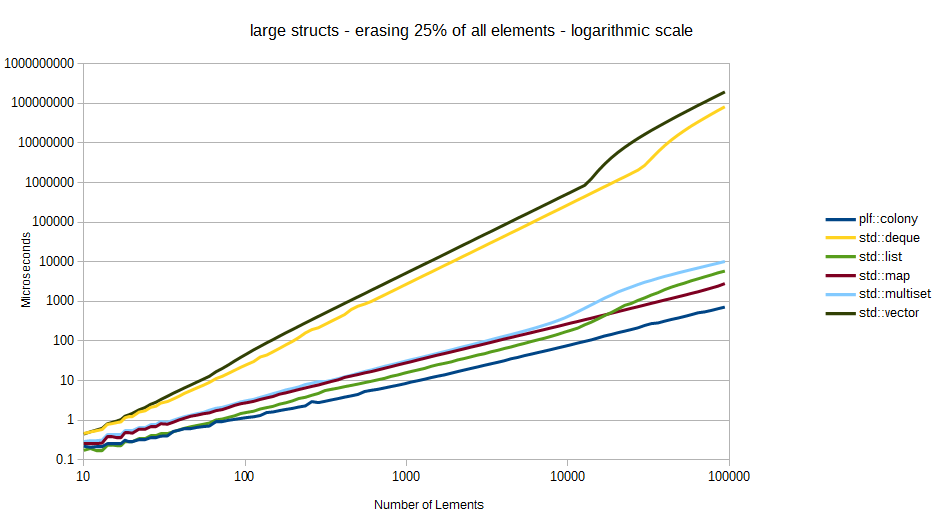 large structs - erasing 25% of all elements - logarithmic scale
1000000000
100000000
10000000
1000000
100000
10000
1000
100
10
1
0.1
Microseconds
10 100 1000 10000 100000
Number of Lements
plf::colony
std::deque
std::list
std::map
std::multiset
std::vector